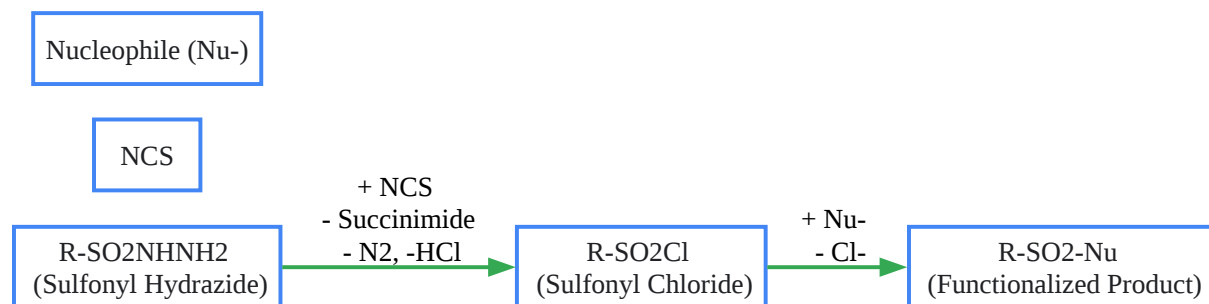 Nucleophile (Nu-)
NCS
+ NCS
- Succinimide
- N2, -HCl
+ Nu-
- Cl-
R-SO2NHNH2
(Sulfonyl Hydrazide)
R-SO2Cl
(Sulfonyl Chloride)
R-SO2-Nu
(Functionalized Product)